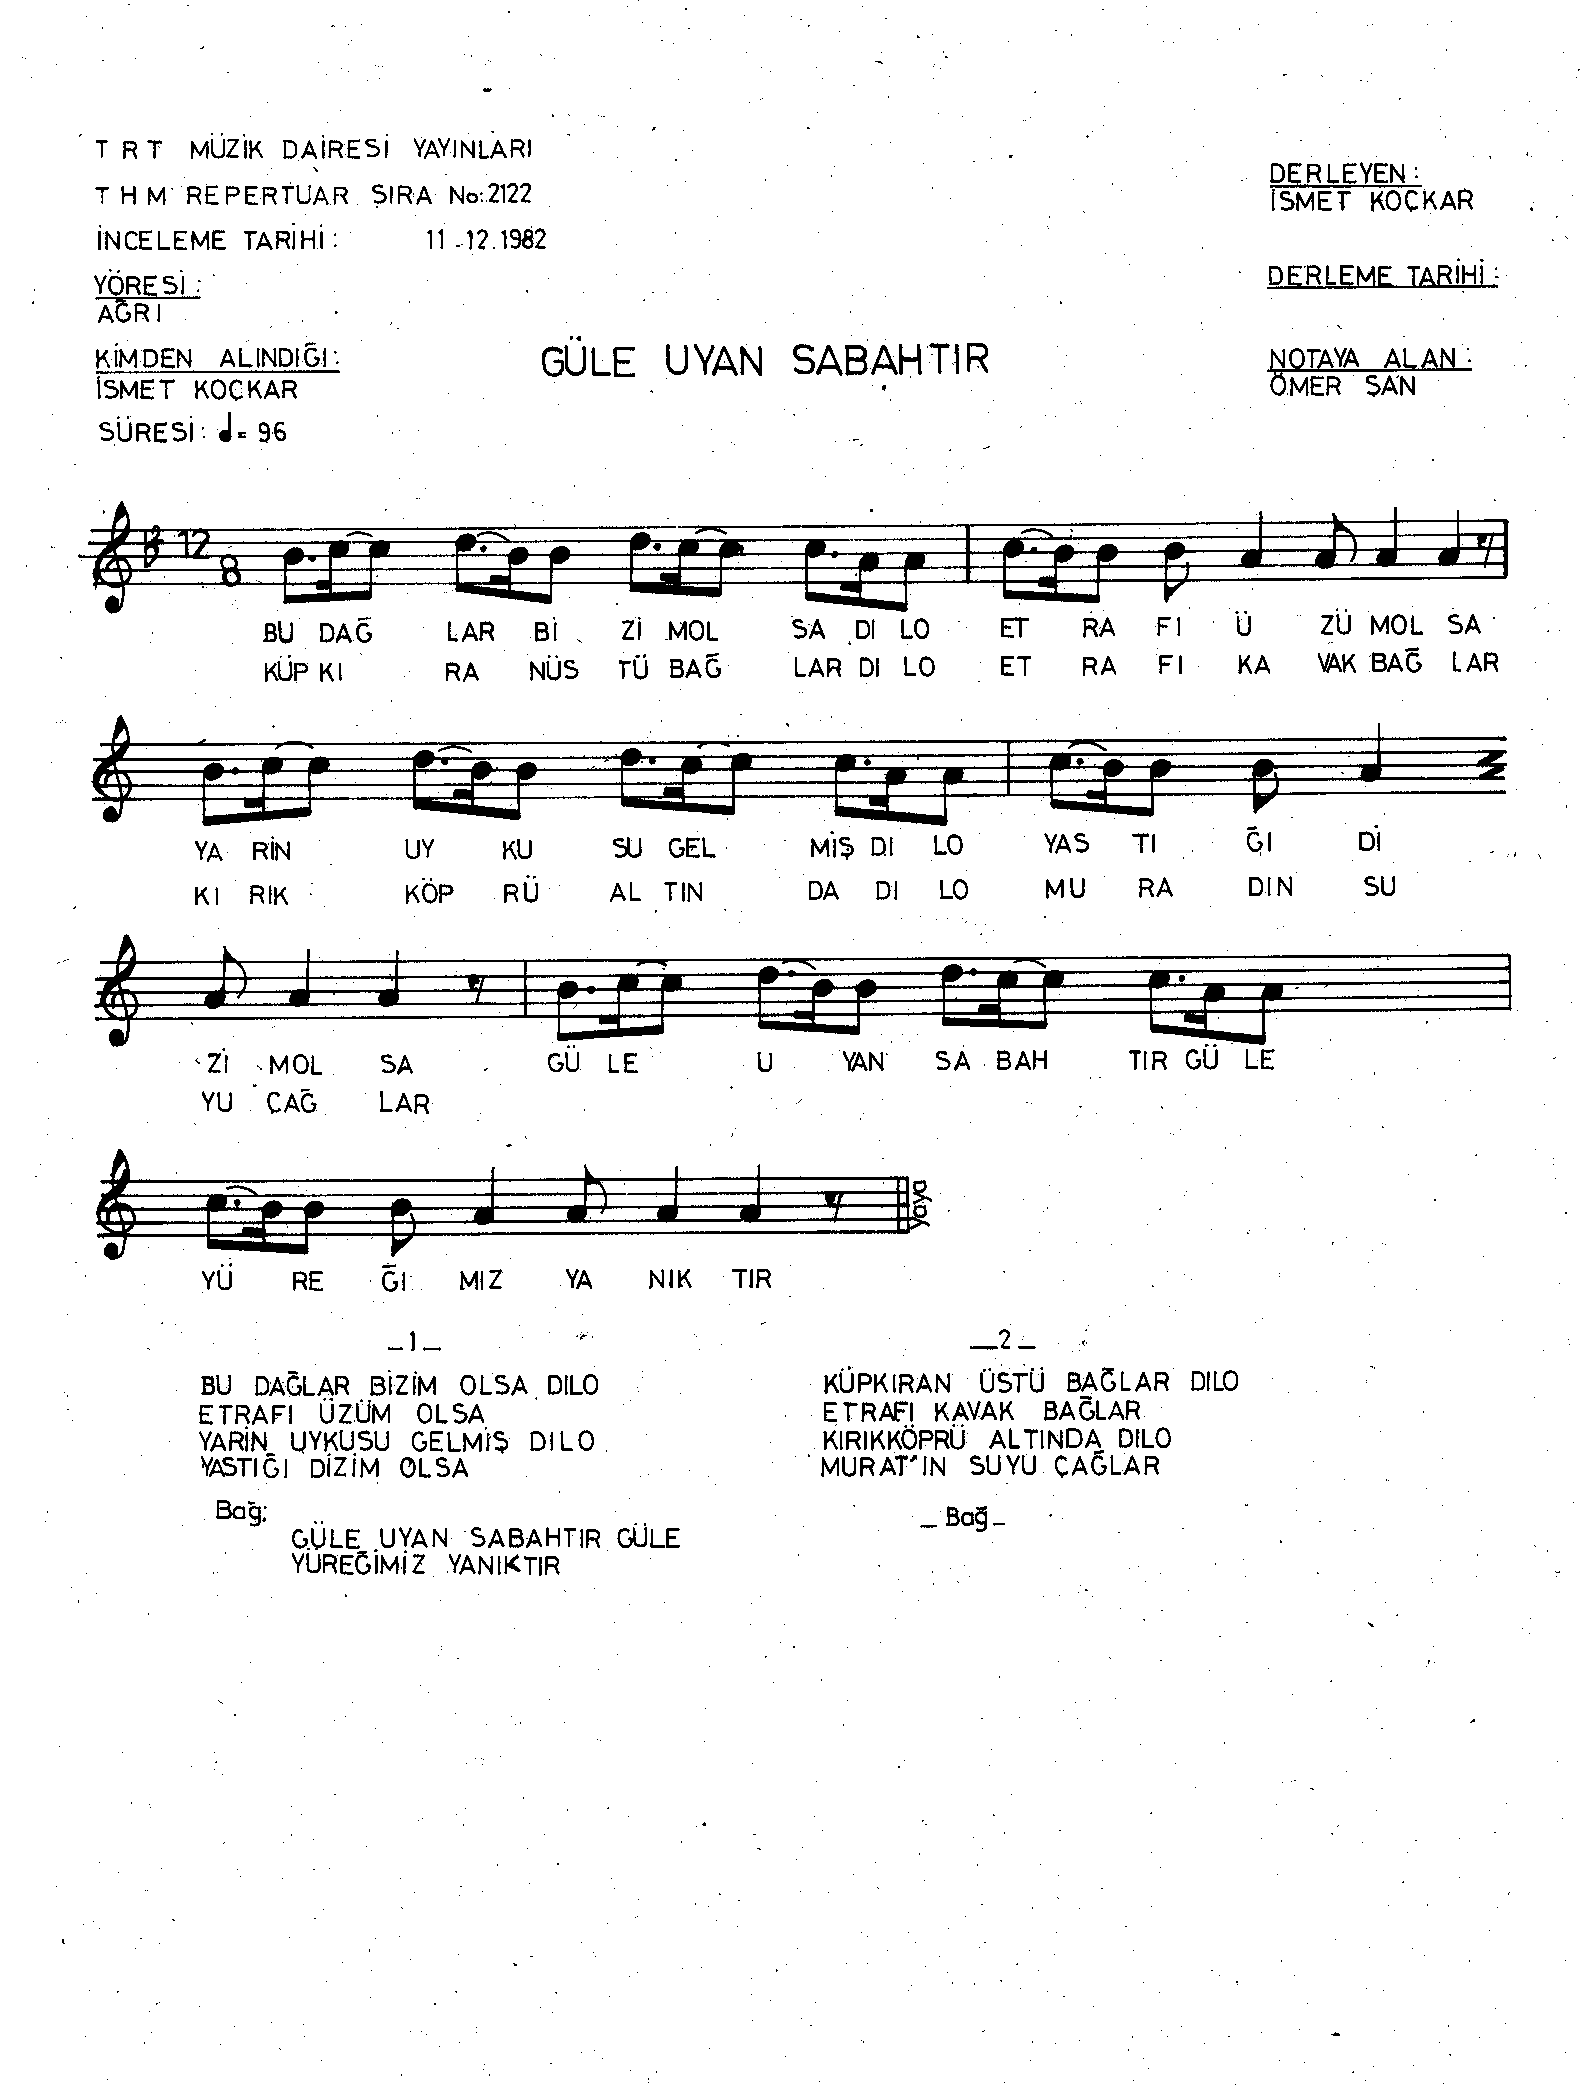 TRT MÜZİK DAİRESİ YAYINLARI
THM REPERTUAR SIRA No:2122
İNCELEME TARİHİ: 11-12.1982
YÖRESİ:
AĞRI
KİMDEN ALINDIĞI:
İSMET KOÇKAR
SÜRESİ: ♩= 96
GÜLE UYAN SABAHTIR
DERLEYEN:
İSMET KOÇKAR
DERLEME TARİHİ:
NOTAYA ALAN:
ÖMER ŞAN
12
8
BU DAĞ LAR Bİ Zİ MOL SA DI LO ET RA FI Ü ZÜ MOL SA
KÜP KI RA NÜS TÜ BAĞ LAR DI LO ET RA FI KA VAK BAĞ LAR
YA RİN UY KU SU GEL MİŞ DI LO YAS TI ĞI Dİ
KI RIK KÖP RÜ AL TIN DA DI LO MU RA DIN SU
Zİ MOL SA GÜ LE U YAN SA BAH TIR GÜ LE
YU ÇAĞ LAR
YÜ RE ĞI MIZ YA NIK TIR
Yaya
_1_
BU DAĞLAR BİZİM OLSA DILO
ETRAFI ÜZÜM OLSA
YARİN UYKUSU GELMİŞ DILO
YASTIĞI DİZİM OLSA
Bağ:
GÜLE UYAN SABAHTIR GÜLE
YÜREĞİMİZ YANIKTIR
_2_
KÜPKIRAN ÜSTÜ BAĞLAR DILO
ETRAFI KAVAK BAĞLAR
KIRIKKÖPRÜ ALTINDA DILO
MURAT'IN SUYU ÇAĞLAR
_ Bağ _